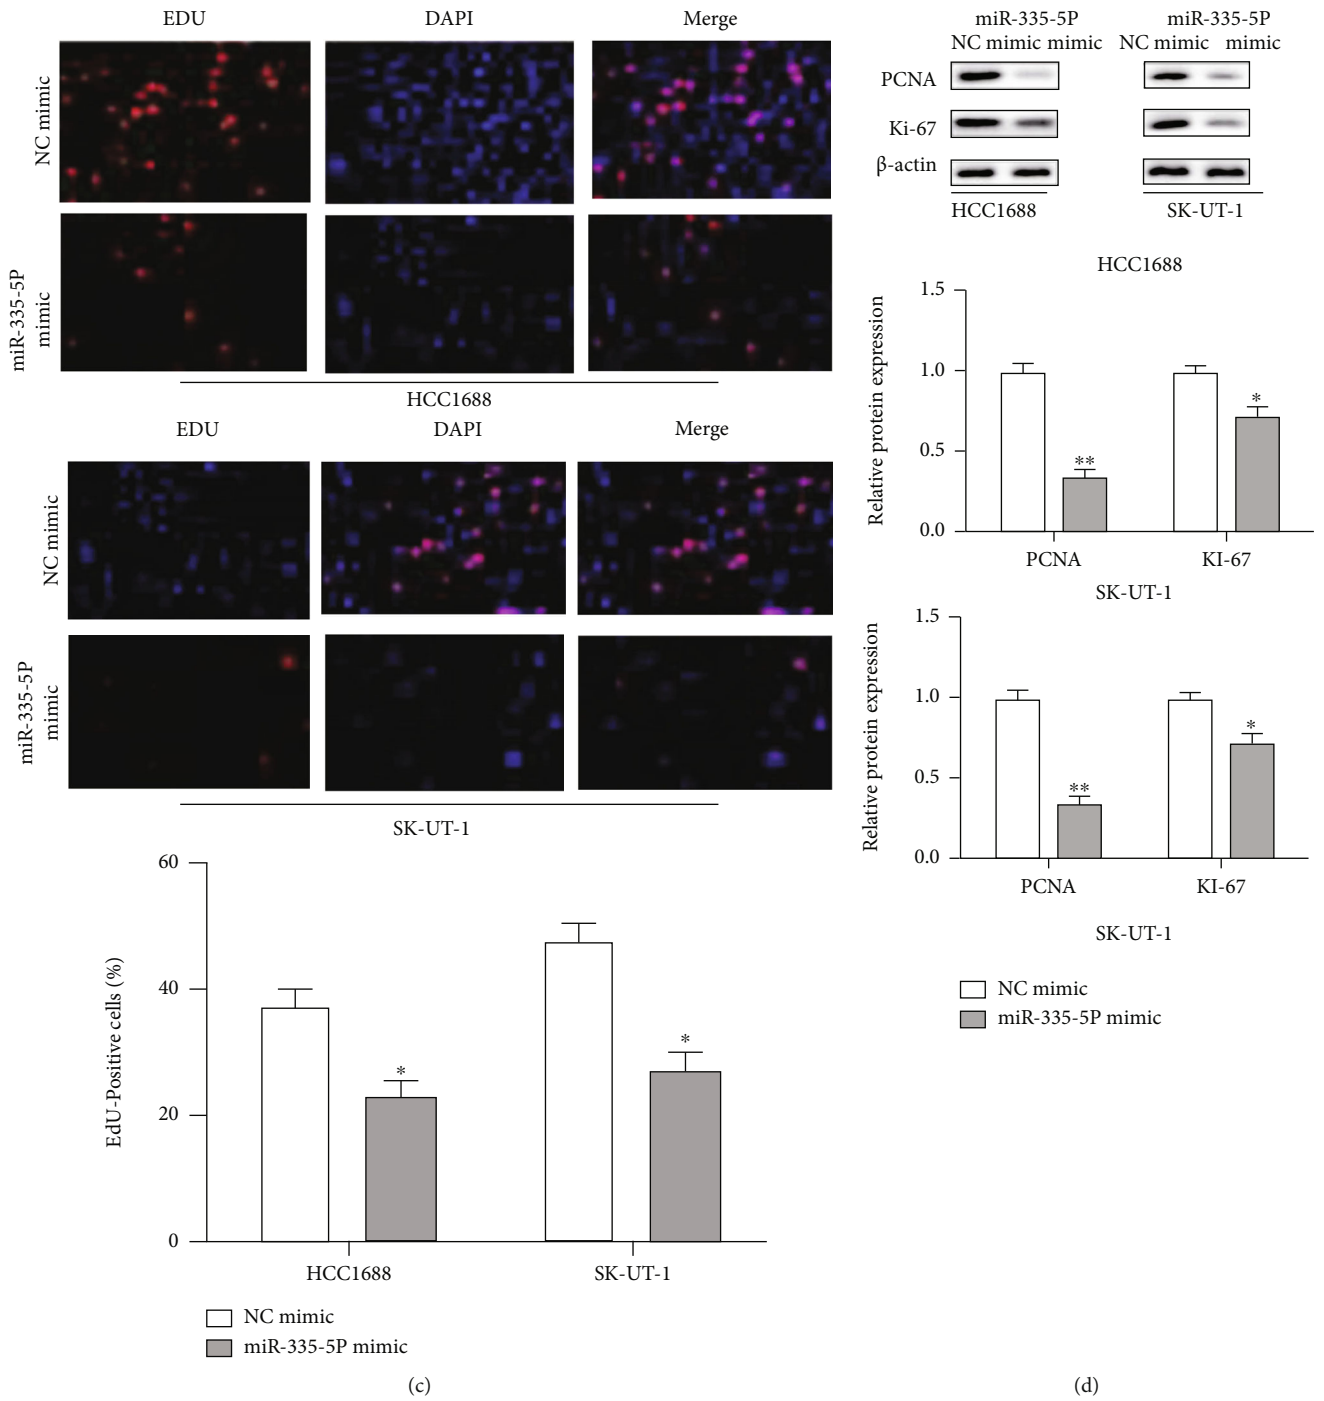 EDU DAPI Merge
NC mimic
miR-335-5P
mimic
HCC1688
EDU DAPI Merge
NC mimic
miR-335-5P
mimic
SK-UT-1
60
40
20
0
EdU-Positive cells (%)
*
*
HCC1688 SK-UT-1
NC mimic
miR-335-5P mimic
(c)
miR-335-5P miR-335-5P
NC mimic mimic NC mimic mimic
PCNA
Ki-67
β-actin
HCC1688 SK-UT-1
HCC1688
1.5
1.0
0.5
0.0
Relative protein expression
**
*
PCNA KI-67
SK-UT-1
1.5
1.0
0.5
0.0
Relative protein expression
**
*
PCNA KI-67
SK-UT-1
NC mimic
miR-335-5P mimic
(d)